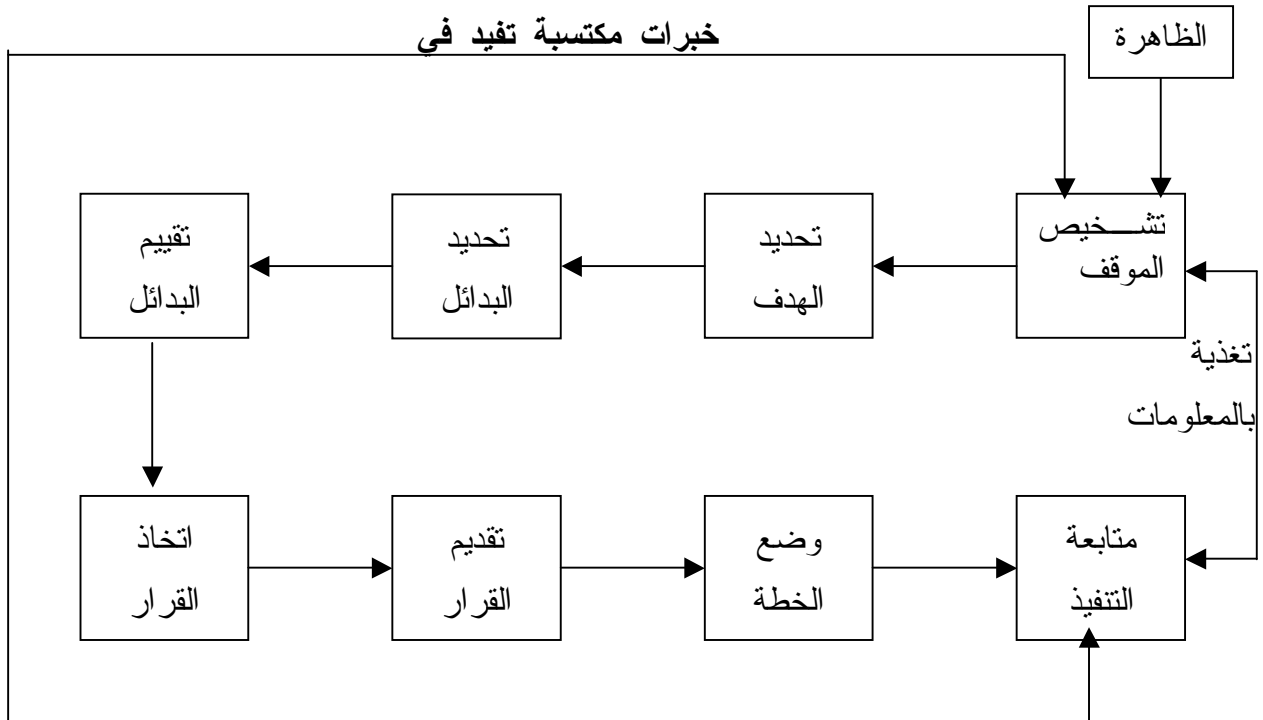 خبرات مكتسبة تفيد في
الظاهرة
تشـــخيص
الموقف
تحديد
الهدف
تحديد
البدائل
تقييم
البدائل
تغذية
بالمعلومات
اتخاذ
القرار
تقديم
القرار
وضع
الخطة
متابعة
التنفيذ